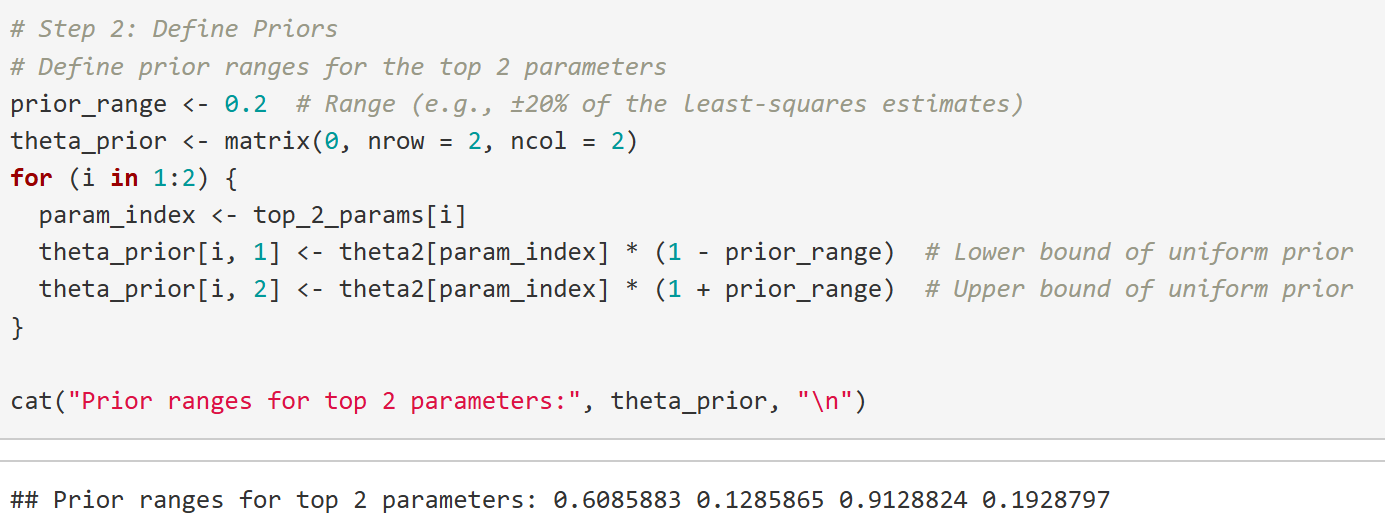 # Step 2: Define Priors
# Define prior ranges for the top 2 parameters
prior_range <- 0.2  # Range (e.g., ±20% of the least-squares estimates)
theta_prior <- matrix(0, nrow = 2, ncol = 2)
for (i in 1:2) {
  param_index <- top_2_params[i]
  theta_prior[i, 1] <- theta2[param_index] * (1 - prior_range)  # Lower bound of uniform prior
  theta_prior[i, 2] <- theta2[param_index] * (1 + prior_range)  # Upper bound of uniform prior
}
cat("Prior ranges for top 2 parameters:", theta_prior, "\n")
## Prior ranges for top 2 parameters: 0.6085883 0.1285865 0.9128824 0.1928797